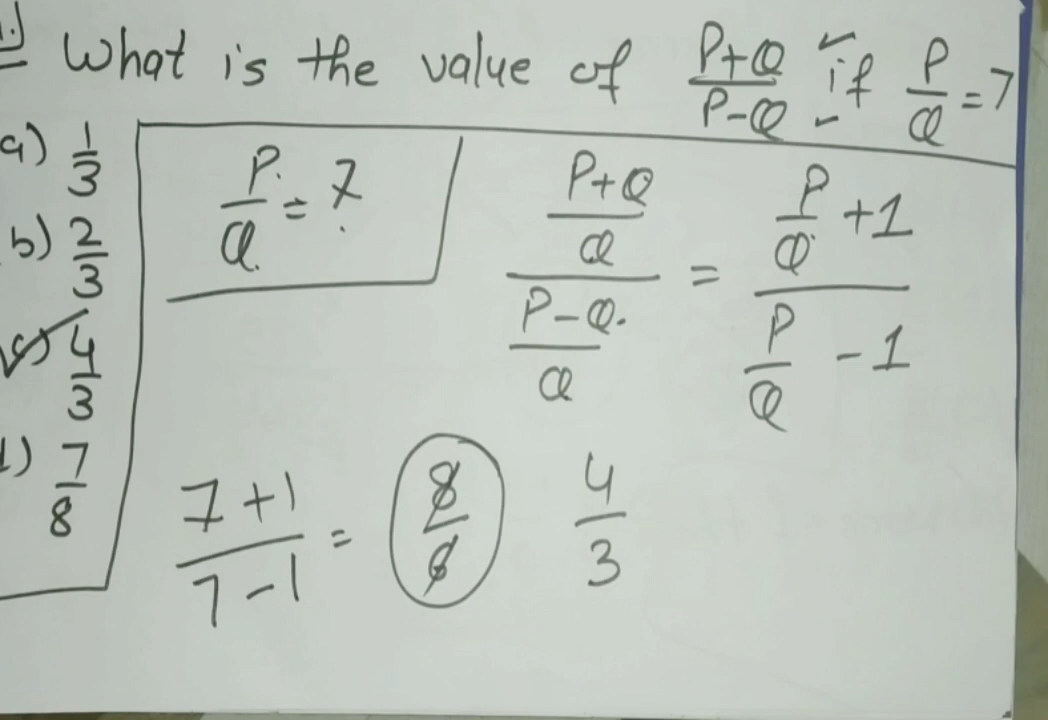 1.] What is the value of (P+Q)/(P-Q) if P/Q = 7
a) 1/3
b) 2/3
c) 4/3
d) 7/8
P/Q = 7
((P+Q)/Q)/((P-Q)/Q) = (P/Q +1)/(P/Q -1)
(7+1)/(7-1) = 8/6 4/3